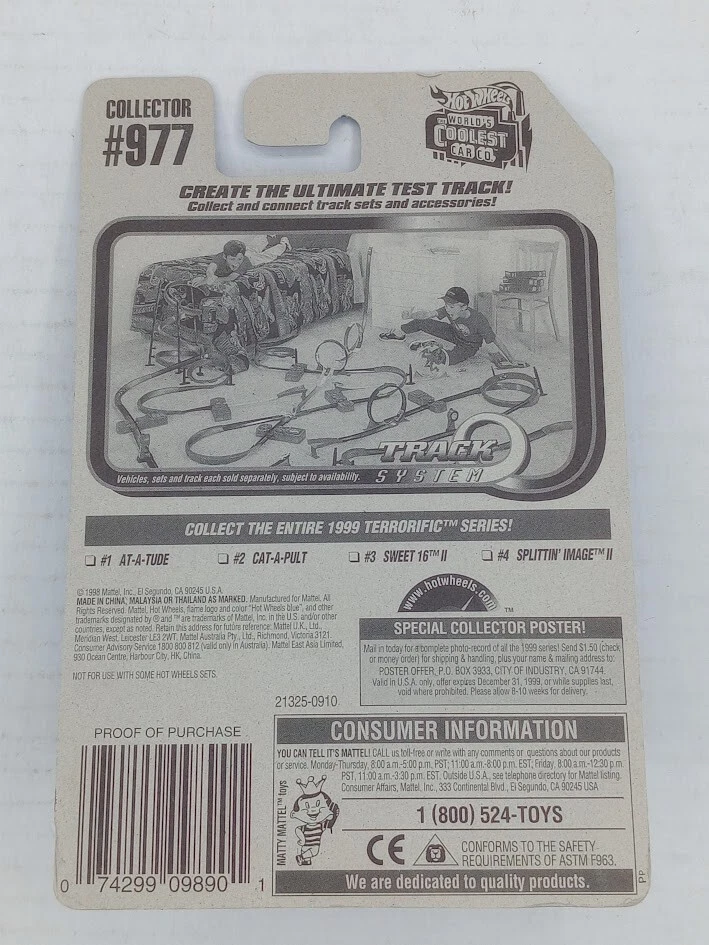 COLLECTOR
#977
Hot Wheels
WORLD'S
COOLEST
CAR CO.
CREATE THE ULTIMATE TEST TRACK!
Collect and connect track sets and accessories!
TRACK
SYSTEM
Vehicles, sets and track each sold separately, subject to availability.
COLLECT THE ENTIRE 1999 TERRORIFIC™ SERIES!
#1 AT-A-TUDE
#2 CAT-A-PULT
#3 SWEET 16™ II
#4 SPLITTIN' IMAGE™ II
© 1998 Mattel, Inc., El Segundo, CA 90245 U.S.A.
MADE IN CHINA, MALAYSIA OR THAILAND AS MARKED. Manufactured for Mattel. All
Rights Reserved. Mattel, Hot Wheels, flame logo and color "Hot Wheels blue", and other
trademarks designated by ® and ™ are trademarks of Mattel, Inc. in the U.S. and/or other
countries, except as noted. Retain this address for future reference: Mattel U.K., Ltd.,
Meridian West, Leicester LE3 2WT. Mattel Australia Pty., Ltd., Richmond, Victoria.3121.
Consumer Advisory Service 1800 800 812 (valid only in Australia). Mattel East Asia Limited,
930 Ocean Centre, Harbour City, HK, China.
NOT FOR USE WITH SOME HOT WHEELS SETS.
21325-0910
www.hotwheels.com
™
SPECIAL COLLECTOR POSTER!
Mail in today for a complete photo-record of all the 1999 series! Send $1.50 (check
or money order) for shipping & handling, plus your name & mailing address to:
POSTER OFFER, P.O. BOX 3933, CITY OF INDUSTRY, CA 91744.
Valid in U.S.A. only, offer expires December 31, 1999, or while supplies last,
void where prohibited. Please allow 8-10 weeks for delivery.
PROOF OF PURCHASE
0 74299 09890 1
CONSUMER INFORMATION
YOU CAN TELL IT'S MATTEL! CALL us toll-free or write with any comments or questions about our products
or service. Monday-Thursday, 8:00 a.m.-5:00 p.m. PST; 11:00 a.m.-8:00 p.m. EST; Friday, 8:00 a.m.-12:30 p.m.
PST, 11:00 a.m.-3:30 p.m. EST. Outside U.S.A., see telephone directory for Mattel listing.
Consumer Affairs, Mattel, Inc., 333 Continental Blvd., El Segundo, CA 90245 USA
MATTY MATTEL™ toys
1 (800) 524-TOYS
CE
CONFORMS TO THE SAFETY
REQUIREMENTS OF ASTM F963.
We are dedicated to quality products.
PP